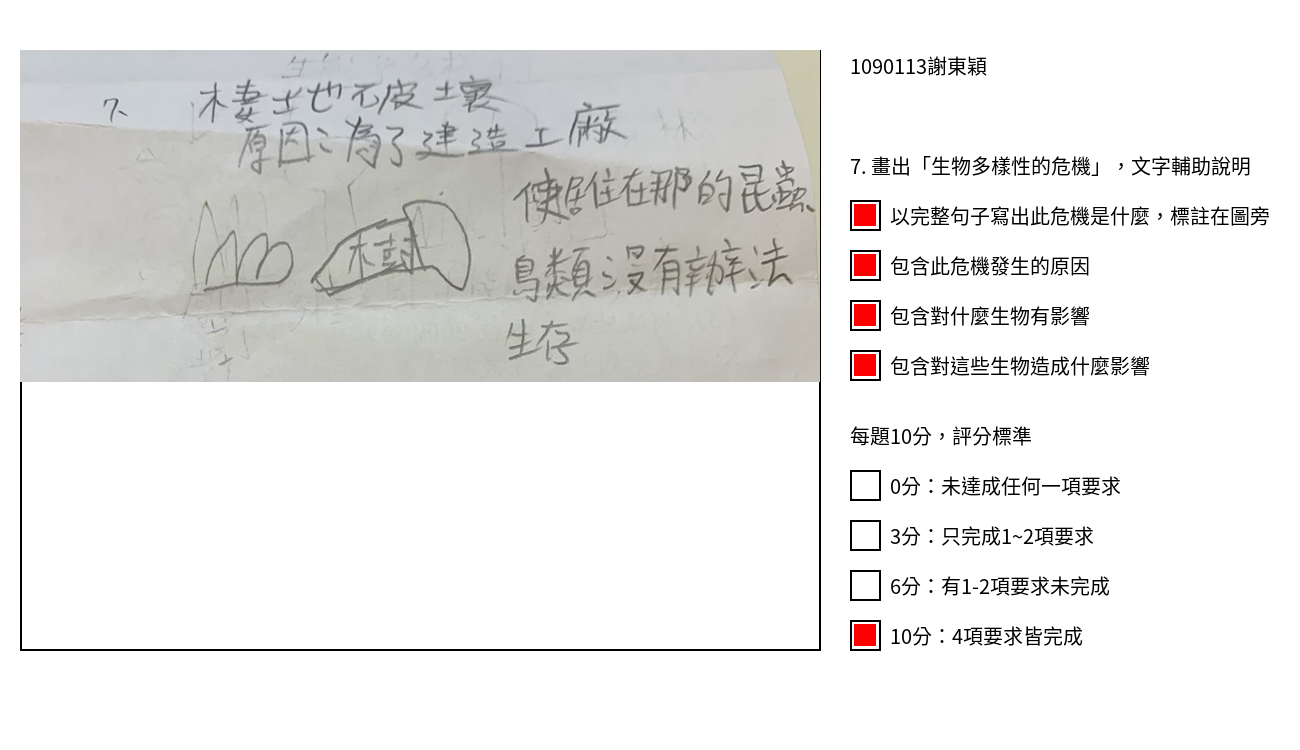 7.
棲地破壞
原因:為了建造工廠
使居住在那的昆蟲、
鳥類沒有辦法
生存
樹
1090113謝東穎
7. 畫出「生物多樣性的危機」，文字輔助說明
以完整句子寫出此危機是什麼，標註在圖旁
包含此危機發生的原因
包含對什麼生物有影響
包含對這些生物造成什麼影響
每題10分，評分標準
0分：未達成任何一項要求
3分：只完成1~2項要求
6分：有1-2項要求未完成
10分：4項要求皆完成